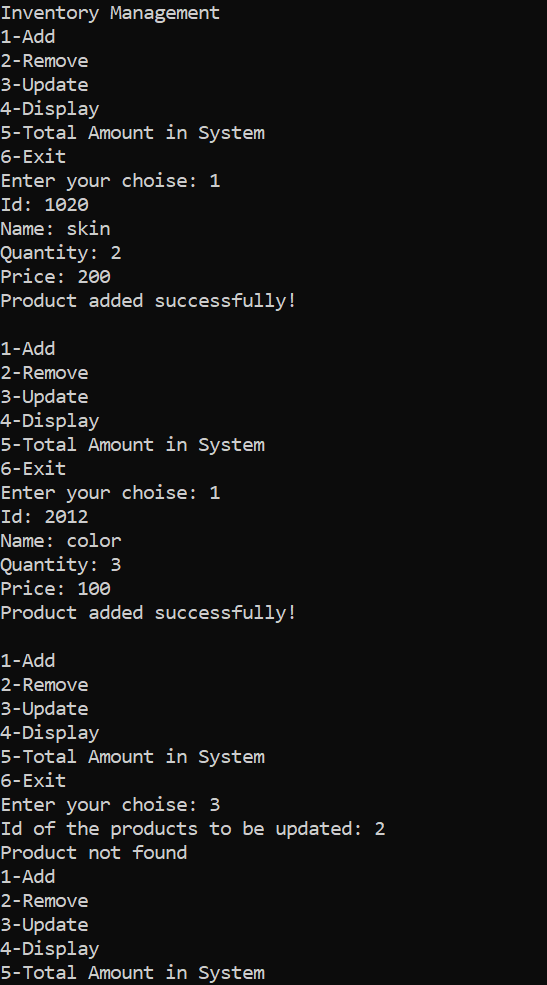 Inventory Management
1-Add
2-Remove
3-Update
4-Display
5-Total Amount in System
6-Exit
Enter your choise: 1
Id: 1020
Name: skin
Quantity: 2
Price: 200
Product added successfully!
1-Add
2-Remove
3-Update
4-Display
5-Total Amount in System
6-Exit
Enter your choise: 1
Id: 2012
Name: color
Quantity: 3
Price: 100
Product added successfully!
1-Add
2-Remove
3-Update
4-Display
5-Total Amount in System
6-Exit
Enter your choise: 3
Id of the products to be updated: 2
Product not found
1-Add
2-Remove
3-Update
4-Display
5-Total Amount in System